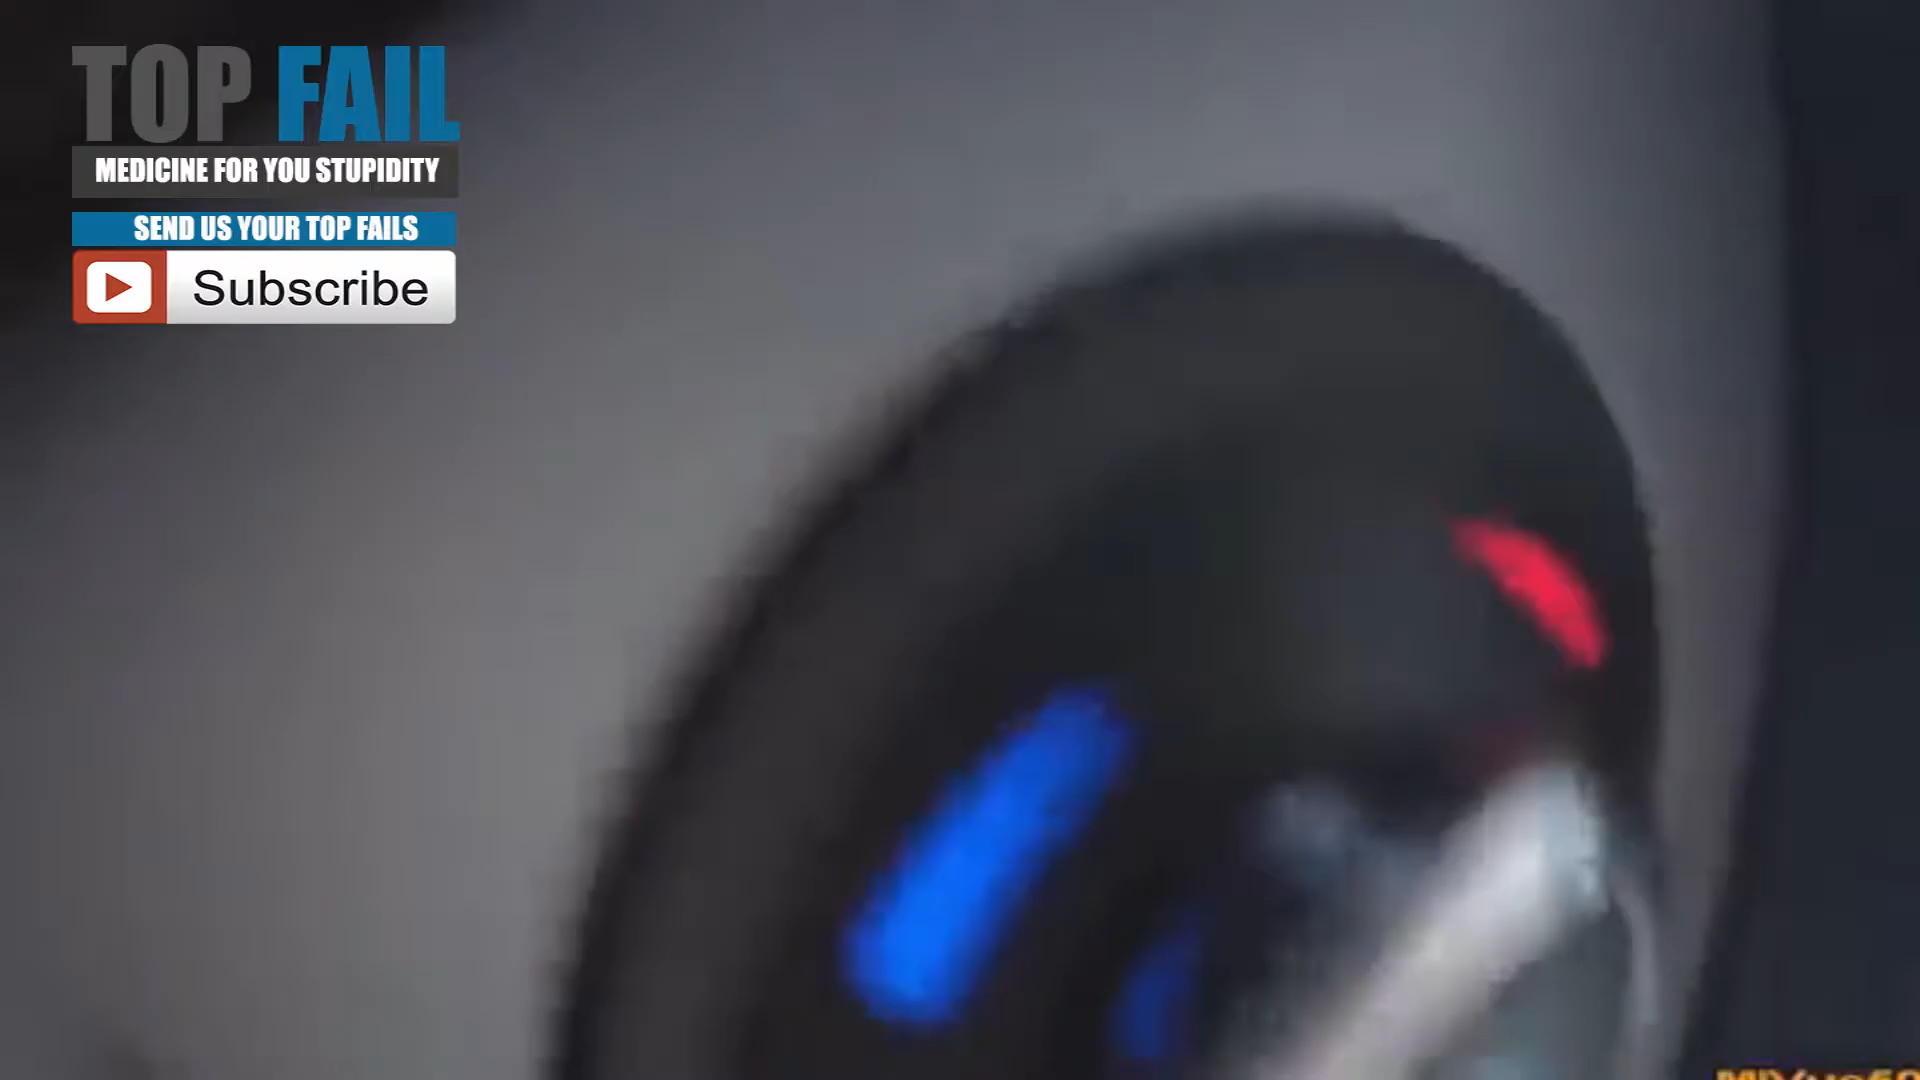 TOP FAIL
MEDICINE FOR YOU STUPIDITY
SEND US YOUR TOP FAILS
Subscribe